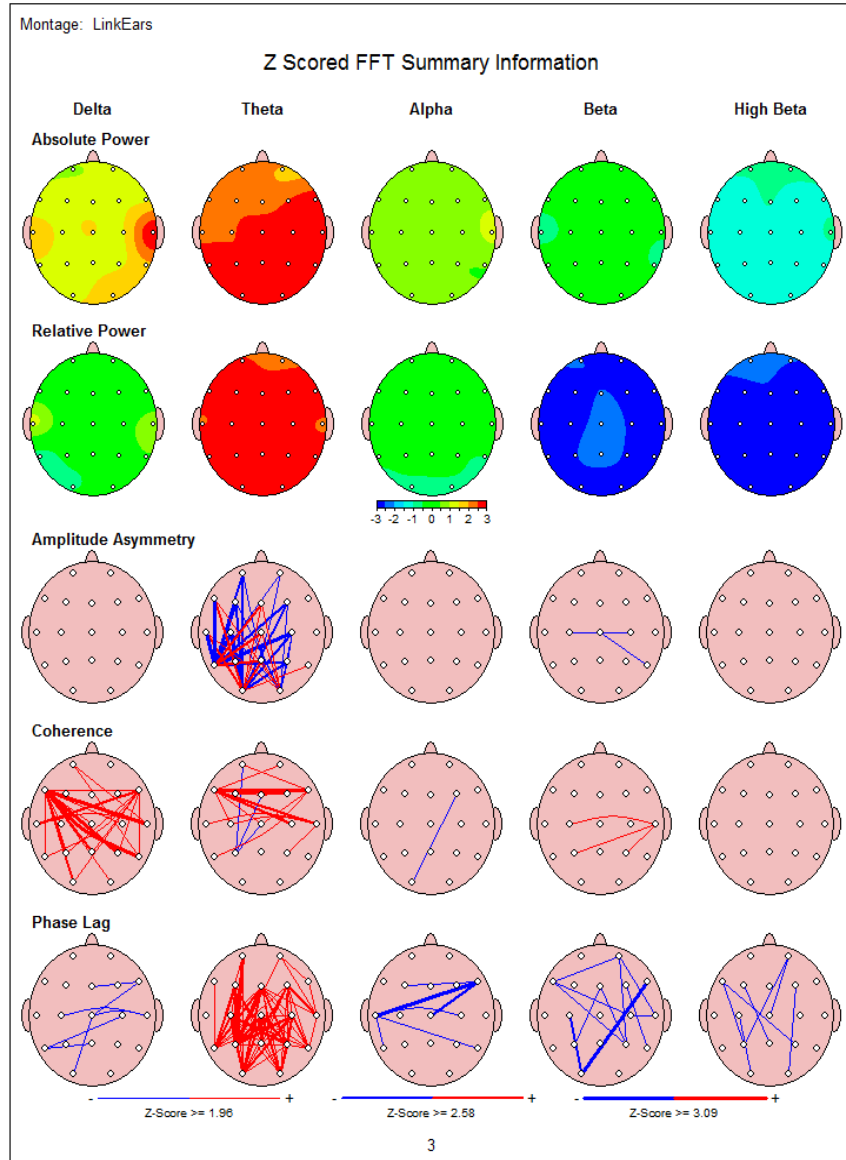 Montage: LinkEars
Z Scored FFT Summary Information
Delta Theta Alpha Beta High Beta
Absolute Power
Relative Power
-3 -2 -1 0 1 2 3
Amplitude Asymmetry
Coherence
Phase Lag
- + - + - +
Z-Score >= 1.96 Z-Score >= 2.58 Z-Score >= 3.09
3